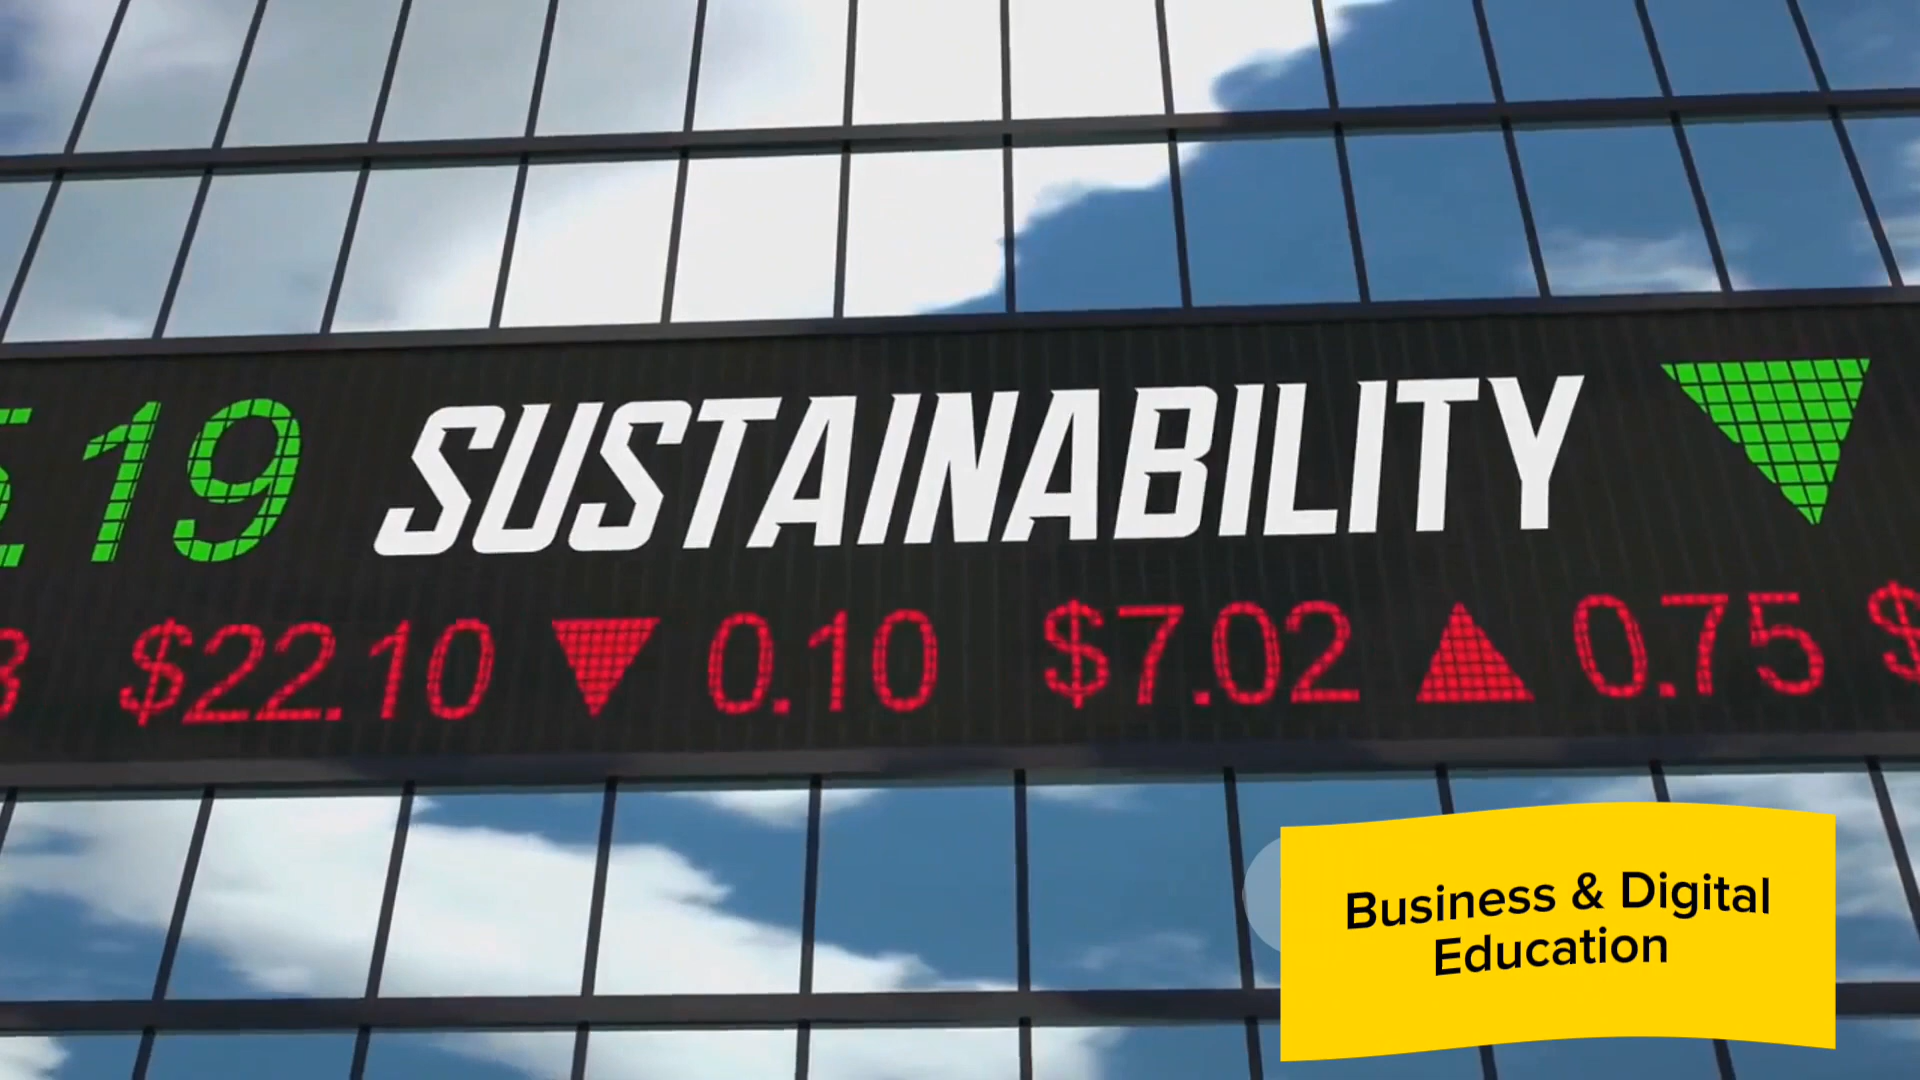 19 SUSTAINABILITY
$22.10 0.10 $7.02 0.75 $
Business & Digital
Education